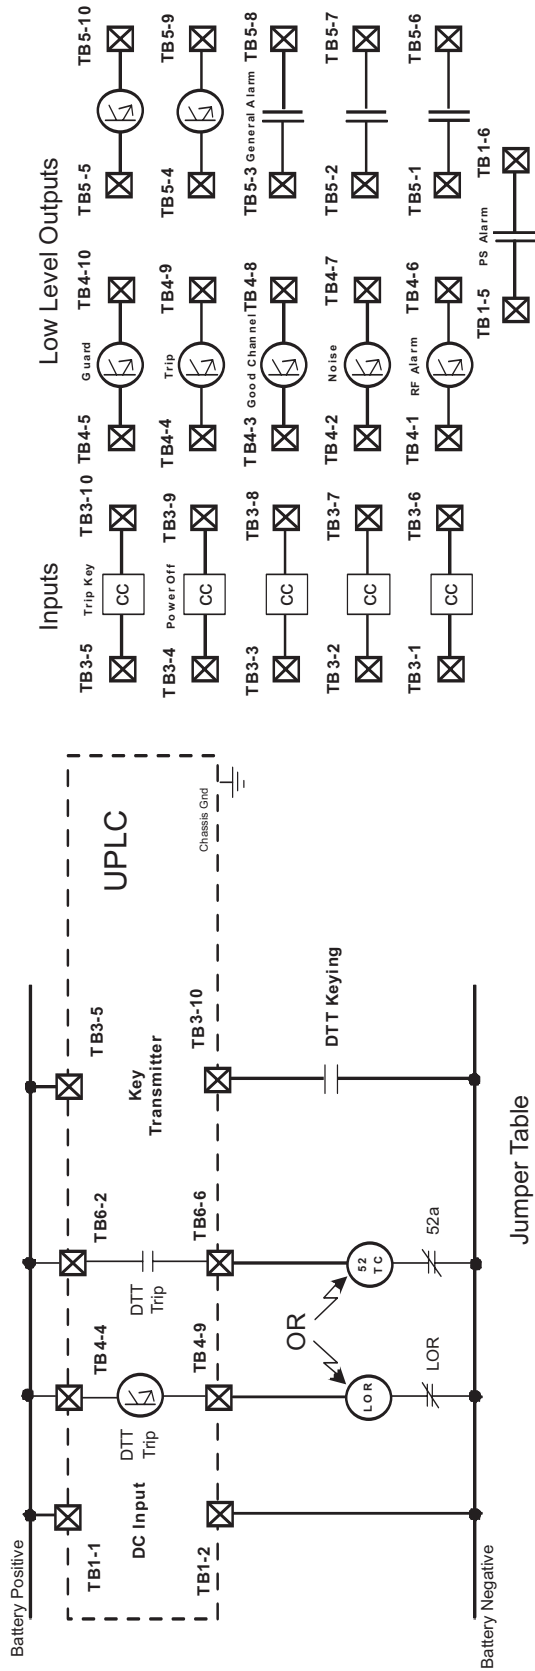 Battery Positive
TB1-1
DC Input
TB1-2
TB4-4
DTT
Trip
TB4-9
TB6-2
DTT
Trip
TB6-6
TB3-5
Key
Transmitter
TB3-10
UPLC
Chassis Gnd
OR
LOR
LOR
52
TC
52a
DTT Keying
Battery Negative
Jumper Table
Inputs
TB3-5
Trip Key
TB3-10
CC
TB3-4
Power Off
TB3-9
CC
TB3-3
TB3-8
CC
TB3-2
TB3-7
CC
TB3-1
TB3-6
CC
Low Level Outputs
TB4-5
Guard
TB4-10
TB4-4
Trip
TB4-9
TB4-3
Good Channel
TB4-8
TB4-2
Noise
TB4-7
TB4-1
RF Alarm
TB4-6
TB5-5
TB5-10
TB5-4
TB5-9
TB5-3
General Alarm
TB5-8
TB5-2
TB5-7
TB5-1
TB5-6
TB1-5
PS Alarm
TB1-6